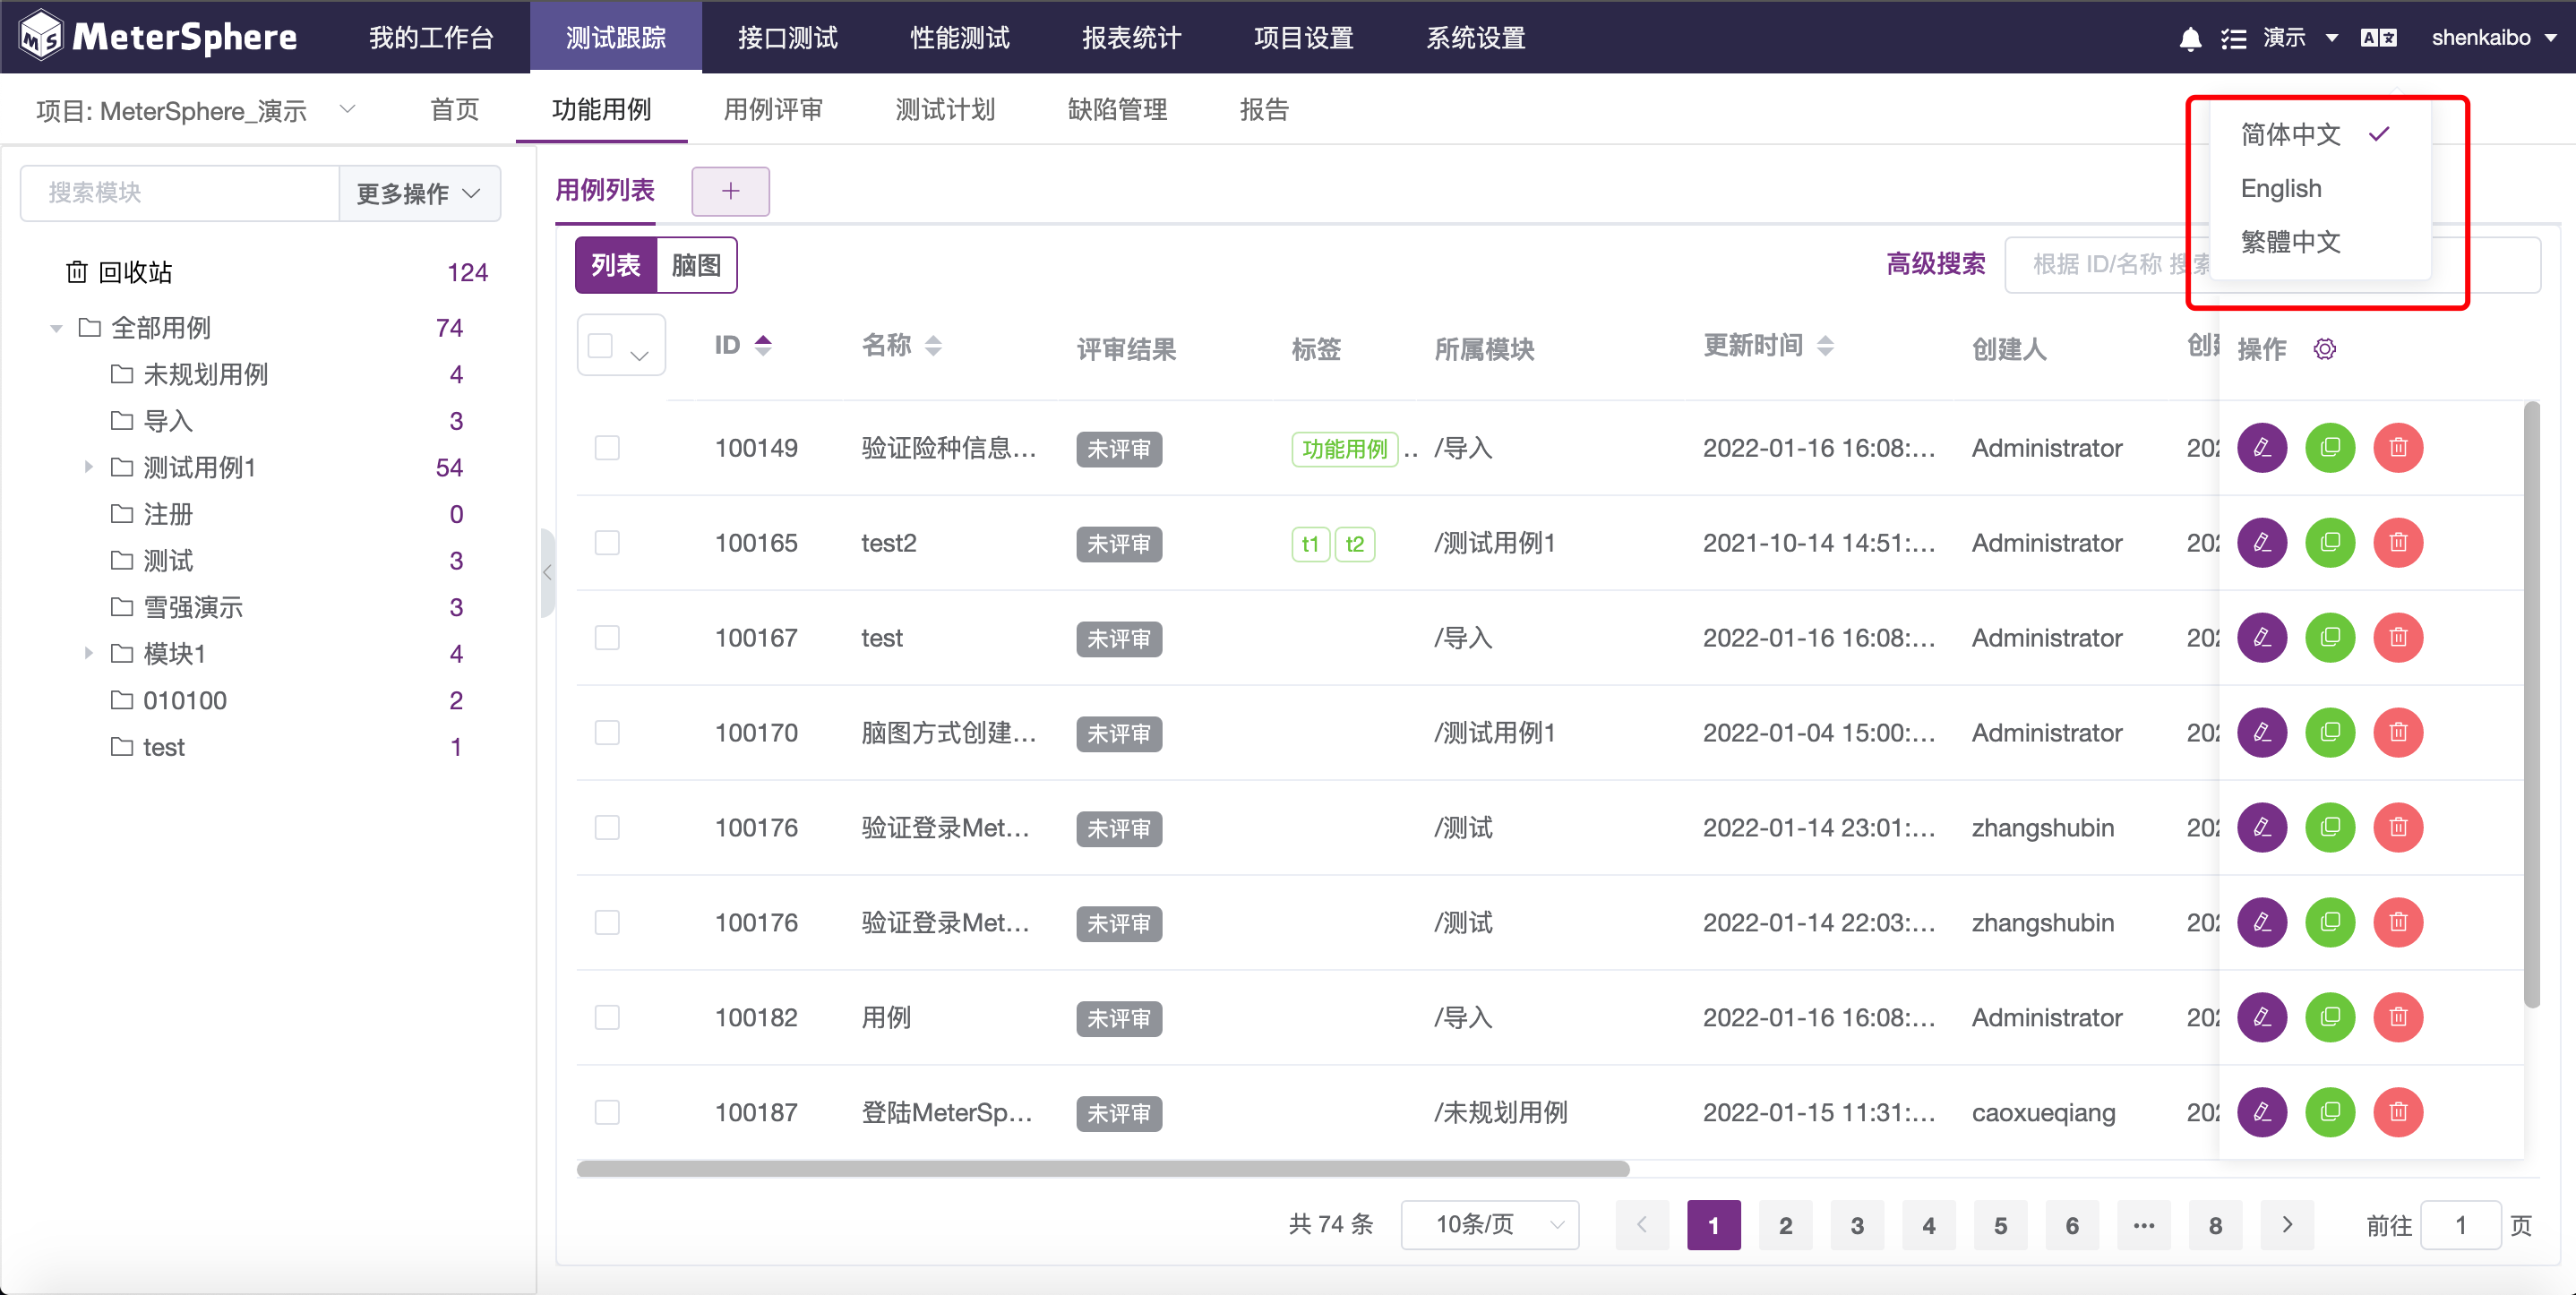 MeterSphere 我的工作台 测试跟踪 接口测试 性能测试 报表统计 项目设置 系统设置 演示 shenkaibo
项目: MeterSphere_演示 首页 功能用例 用例评审 测试计划 缺陷管理 报告
简体中文
English
繁體中文
搜索模块 更多操作
回收站 124
全部用例 74
未规划用例 4
导入 3
测试用例1 54
注册 0
测试 3
雪强演示 3
模块1 4
010100 2
test 1
用例列表 +
列表 脑图 高级搜索 根据 ID/名称 搜索
ID 名称 评审结果 标签 所属模块 更新时间 创建人 操作
100149 验证险种信息... 未评审 功能用例 .. /导入 2022-01-16 16:08:... Administrator 202
100165 test2 未评审 t1 t2 /测试用例1 2021-10-14 14:51:... Administrator 202
100167 test 未评审 /导入 2022-01-16 16:08:... Administrator 202
100170 脑图方式创建... 未评审 /测试用例1 2022-01-04 15:00:... Administrator 202
100176 验证登录Met... 未评审 /测试 2022-01-14 23:01:... zhangshubin 202
100176 验证登录Met... 未评审 /测试 2022-01-14 22:03:... zhangshubin 202
100182 用例 未评审 /导入 2022-01-16 16:08:... Administrator 202
100187 登陆MeterSp... 未评审 /未规划用例 2022-01-15 11:31:... caoxueqiang 202
共 74 条 10条/页 1 2 3 4 5 6 ... 8 前往 1 页